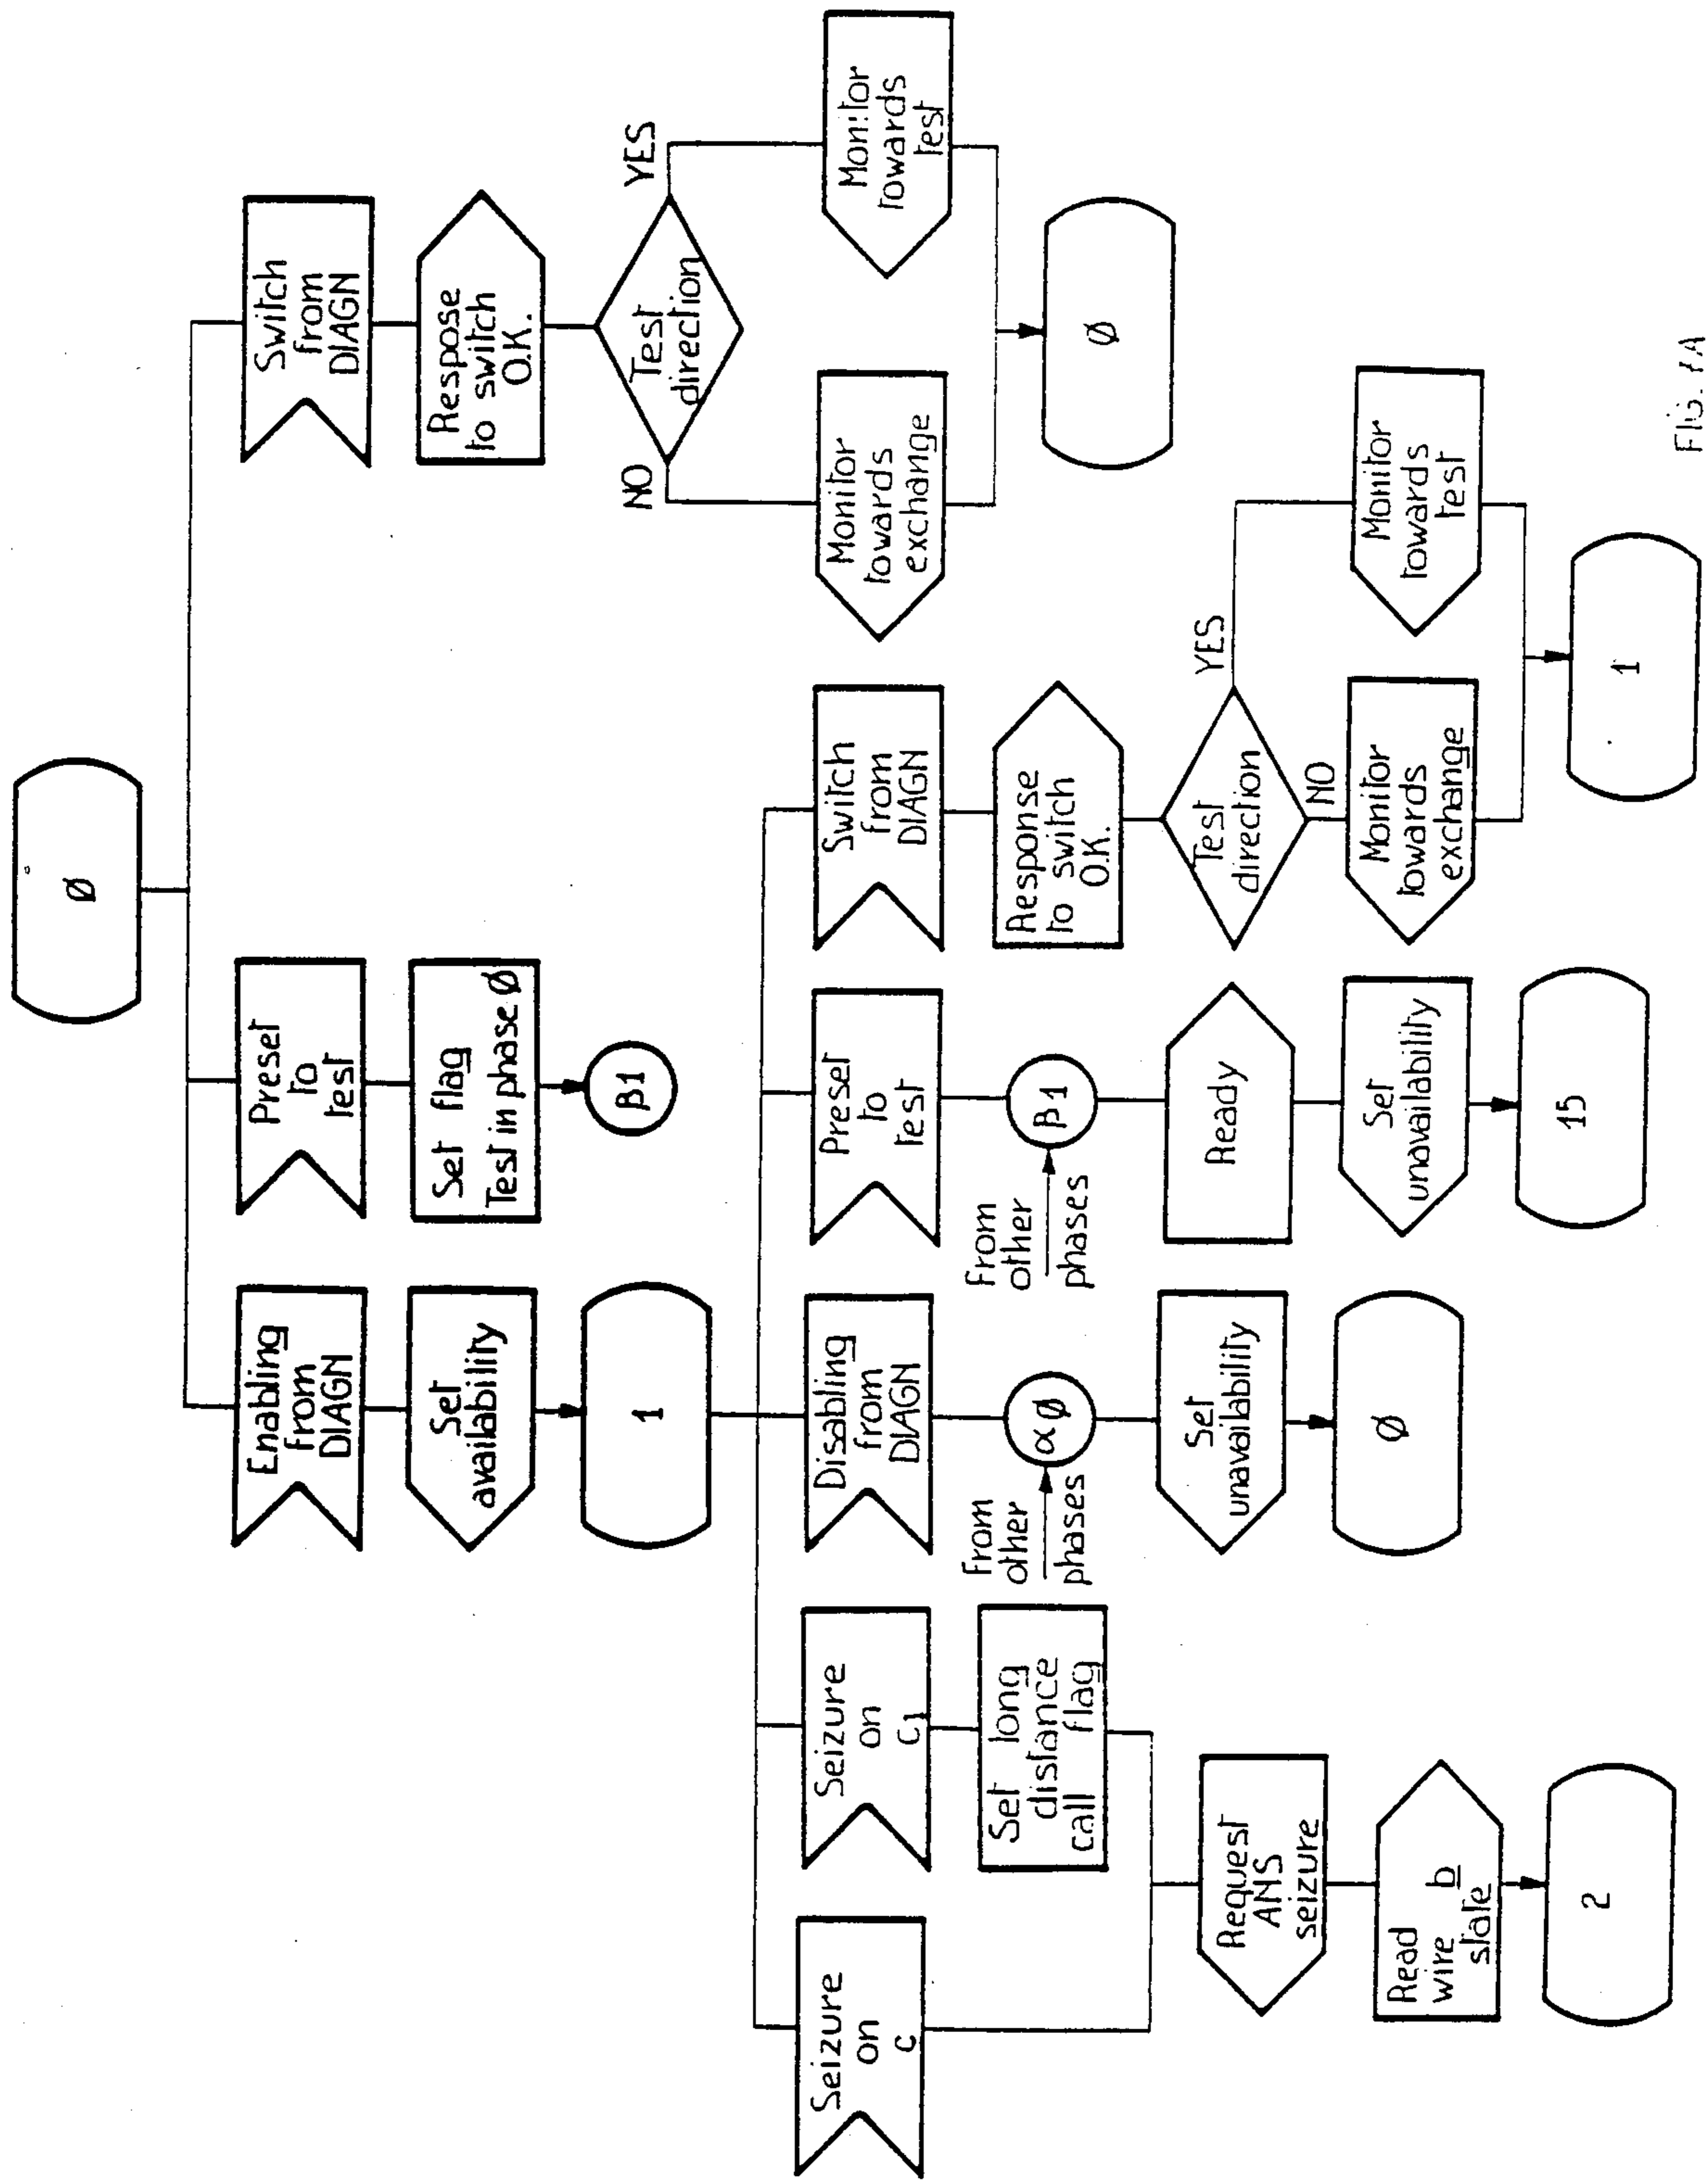 Ø
Enabling
from
DIAGN
Preset
to
test
Switch
from
DIAGN
Set
availability
Set flag
Test in phase Ø
Respose
to switch
O.K.
1
β1
Test
direction
NO
YES
Monitor
towards
exchange
Monitor
towards
test
Ø
Seizure
on
c
Seizure
on
C1
Disabling
from
DIAGN
Preset
to
test
Switch
from
DIAGN
Set long
distance
call flag
From
other
phases
αØ
From
other
phases
β1
Response
to switch
O.K.
Request
ANS
seizure
Set
unavailability
Ready
Test
direction
YES
NO
Read
wire b
state
Ø
Set
unavailability
Monitor
towards
exchange
Monitor
towards
test
2
15
1